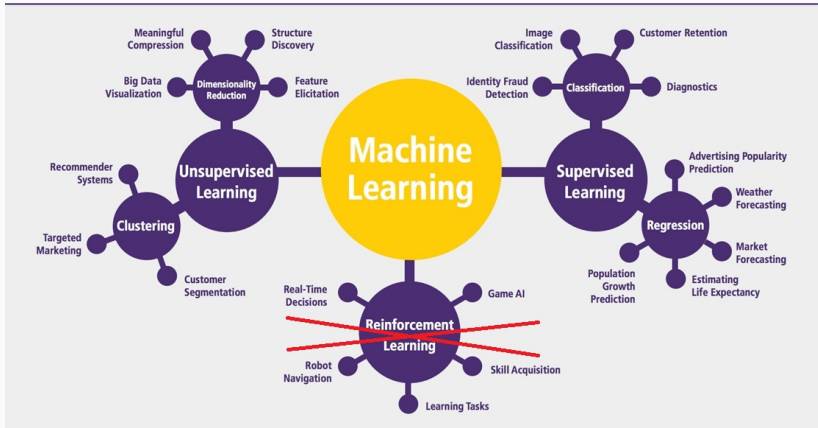 Meaningful
Compression
Structure
Discovery
Big Data
Visualization
Dimensionality
Reduction
Feature
Elicitation
Unsupervised
Learning
Recommender
Systems
Clustering
Targeted
Marketing
Customer
Segmentation
Machine
Learning
Image
Classification
Customer Retention
Identity Fraud
Detection
Classification
Diagnostics
Supervised
Learning
Advertising Popularity
Prediction
Weather
Forecasting
Regression
Market
Forecasting
Population
Growth
Prediction
Estimating
Life Expectancy
Real-Time
Decisions
Game AI
Reinforcement
Learning
Robot
Navigation
Skill Acquisition
Learning Tasks